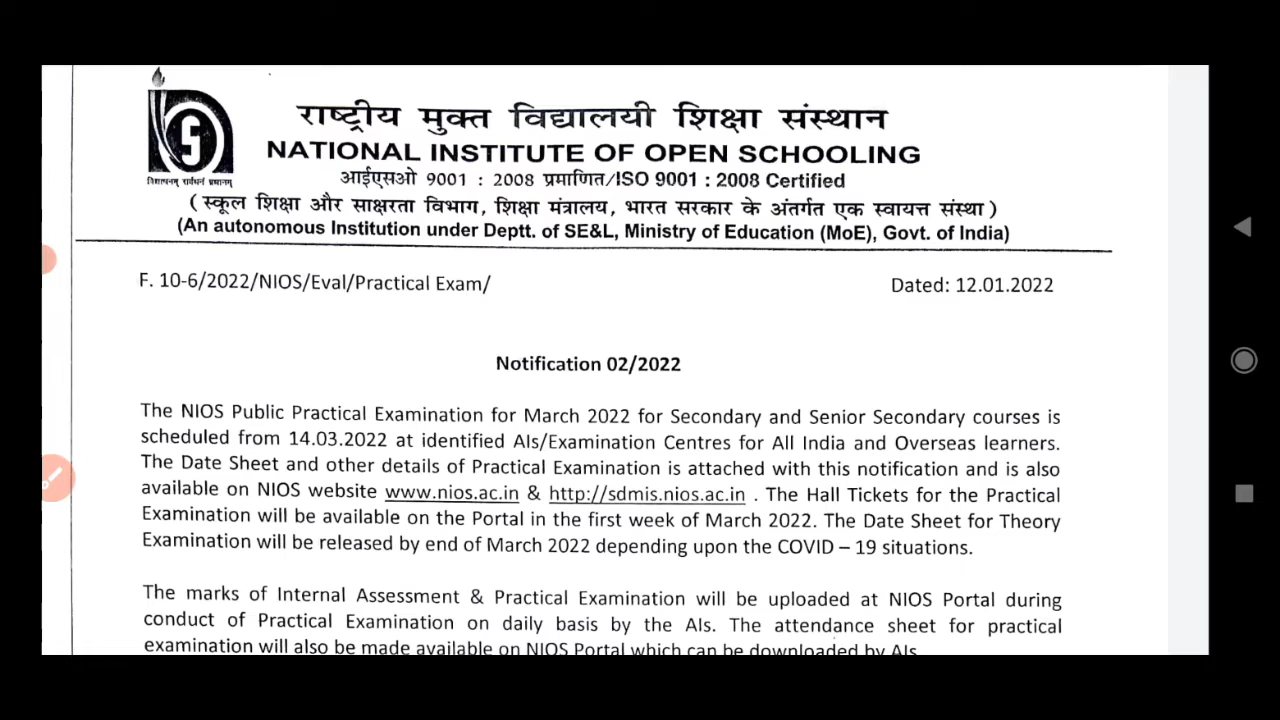 राष्ट्रीय मुक्त विद्यालयी शिक्षा संस्थान
NATIONAL INSTITUTE OF OPEN SCHOOLING
आईएसओ 9001 : 2008 प्रमाणित/ISO 9001 : 2008 Certified
( स्कूल शिक्षा और साक्षरता विभाग, शिक्षा मंत्रालय, भारत सरकार के अंतर्गत एक स्वायत्त संस्था )
(An autonomous Institution under Deptt. of SE&L, Ministry of Education (MoE), Govt. of India)
F. 10-6/2022/NIOS/Eval/Practical Exam/ Dated: 12.01.2022
Notification 02/2022
The NIOS Public Practical Examination for March 2022 for Secondary and Senior Secondary courses is
scheduled from 14.03.2022 at identified AIs/Examination Centres for All India and Overseas learners.
The Date Sheet and other details of Practical Examination is attached with this notification and is also
available on NIOS website www.nios.ac.in & http://sdmis.nios.ac.in . The Hall Tickets for the Practical
Examination will be available on the Portal in the first week of March 2022. The Date Sheet for Theory
Examination will be released by end of March 2022 depending upon the COVID – 19 situations.
The marks of Internal Assessment & Practical Examination will be uploaded at NIOS Portal during
conduct of Practical Examination on daily basis by the AIs. The attendance sheet for practical
examination will also be made available on NIOS Portal which can be downloaded by AIs.